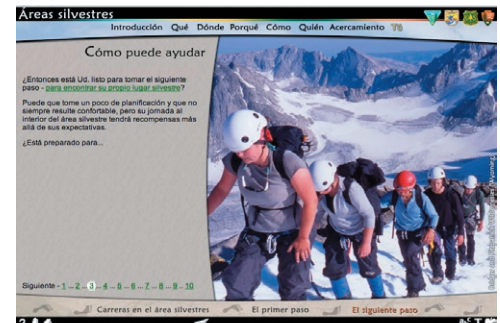 Áreas silvestres
Introducción Qué Dónde Porqué Cómo Quién Acercamiento
Cómo puede ayudar
¿Entonces está Ud. listo para tomar el siguiente
paso - para encontrar su propio lugar silvestre?
Puede que tome un poco de planificación y que no
siempre resulte confortable, pero su jornada al
interior del área silvestre tendrá recompensas más
allá de sus expectativas.
¿Está preparado para...
Siguiente - 1 ... 2 ... 3 ... 4 ... 5 ... 6 ... 7 ... 8 ... 9 ... 10
Carreras en el área silvestres El primer paso El siguiente paso